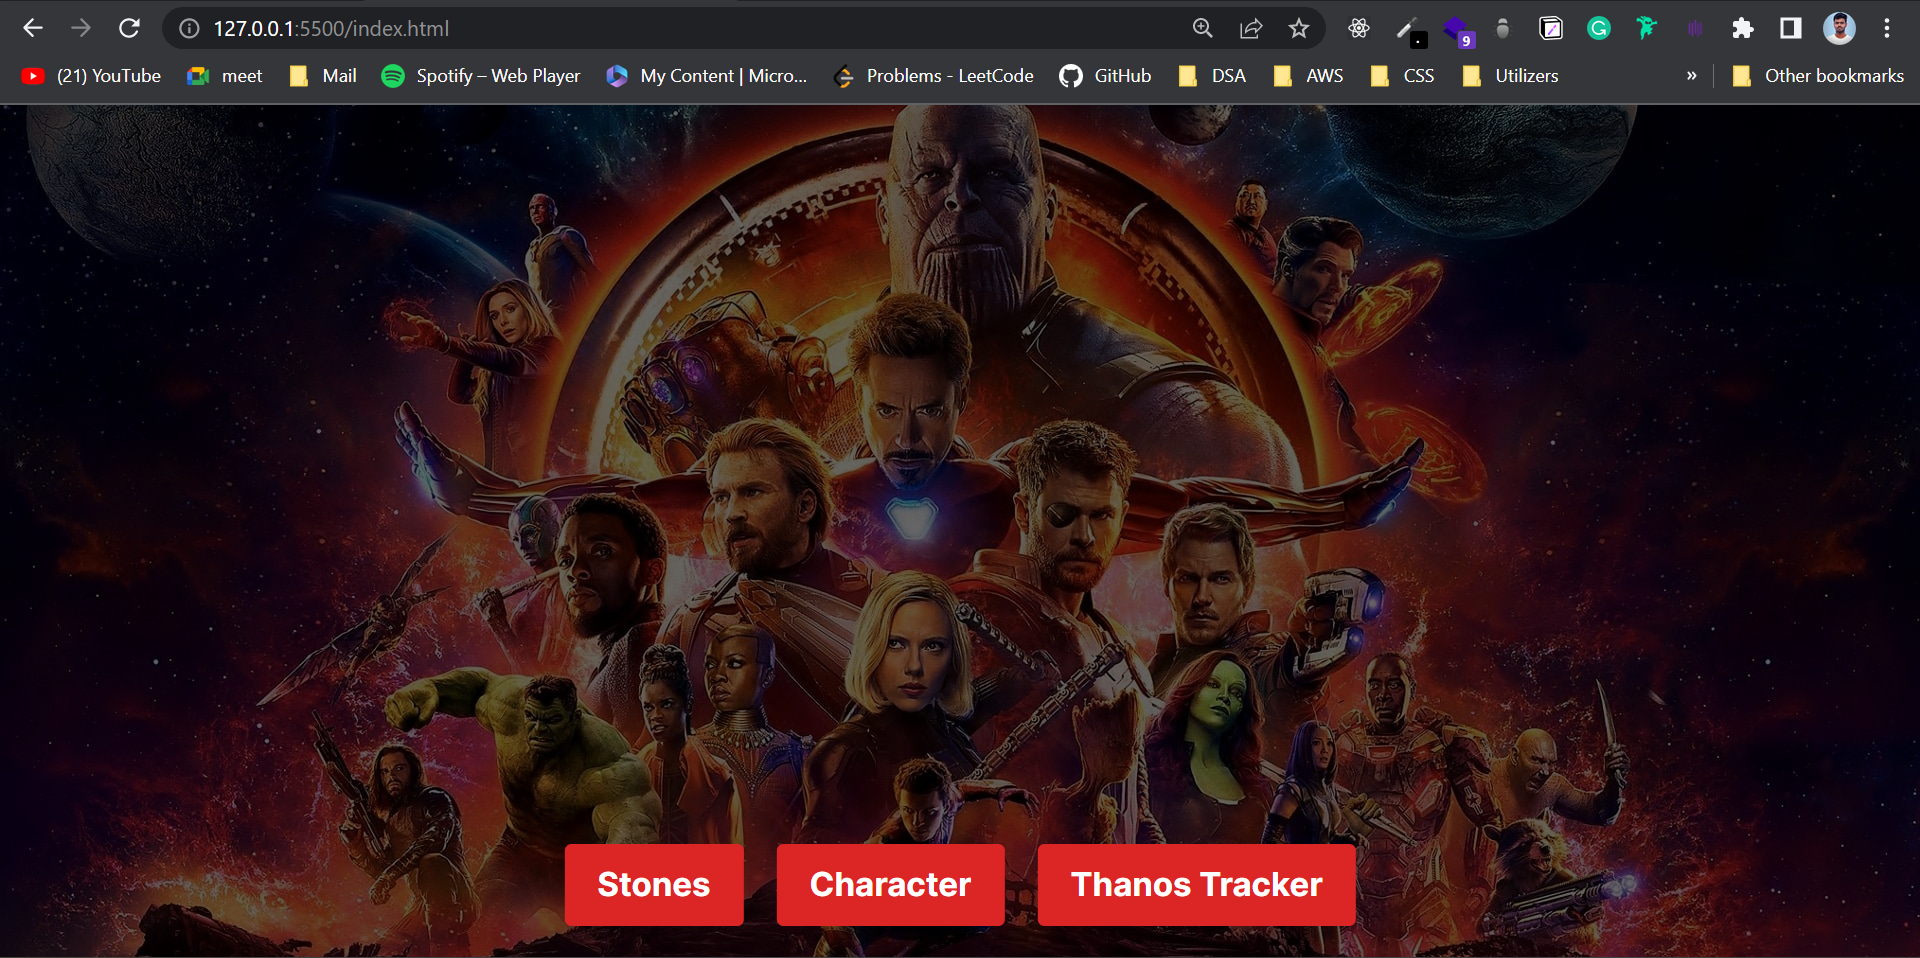 127.0.0.1:5500/index.html
9
(21) YouTube meet Mail Spotify – Web Player My Content | Micro... Problems - LeetCode GitHub DSA AWS CSS Utilizers » Other bookmarks
Stones Character Thanos Tracker